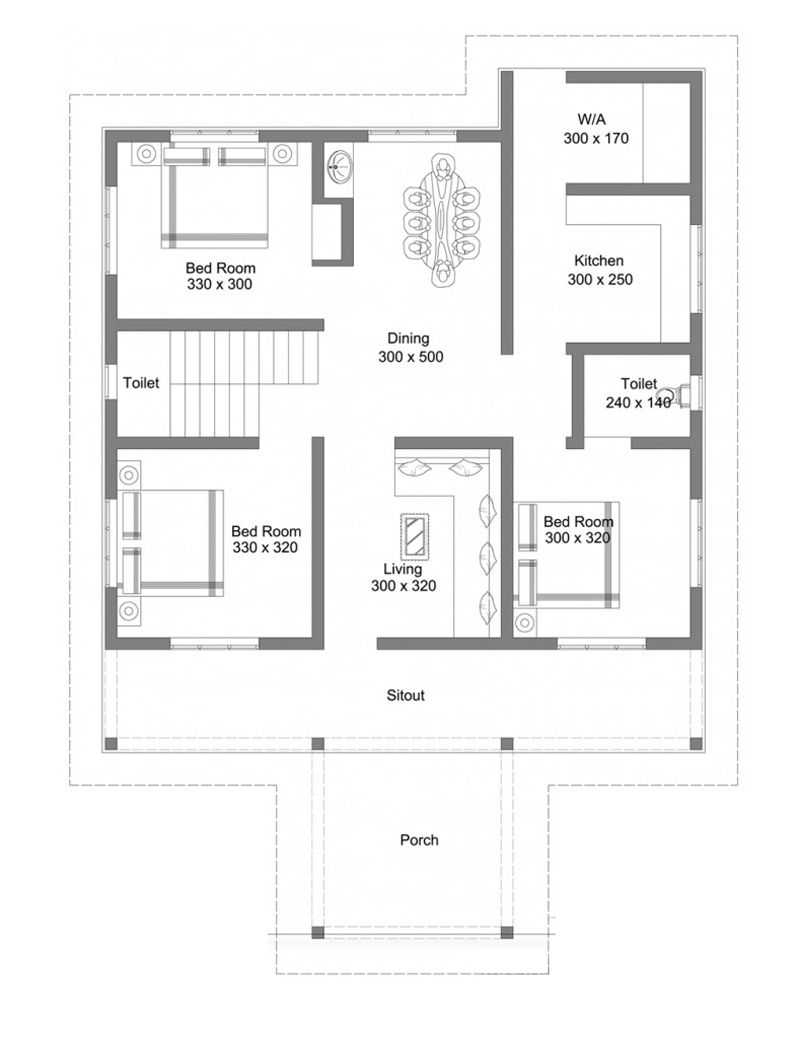 W/A
300 x 170
Bed Room
330 x 300
Kitchen
300 x 250
Dining
300 x 500
Toilet
Toilet
240 x 140
Bed Room
330 x 320
Bed Room
300 x 320
Living
300 x 320
Sitout
Porch